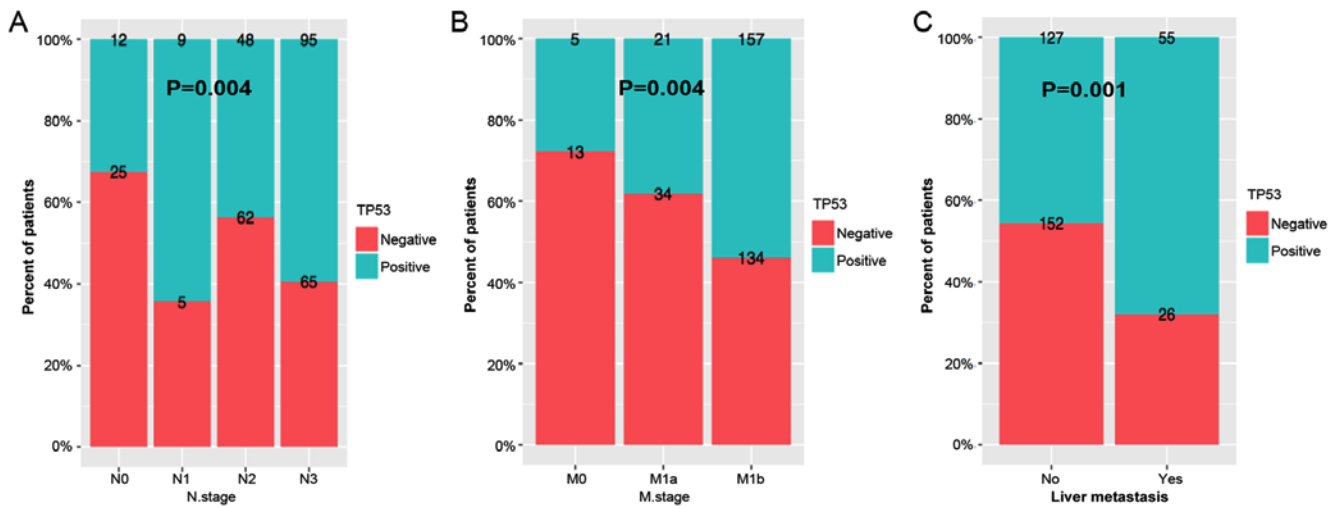 A
Percent of patients
100%
80%
60%
40%
20%
0%
12 9 48 95
P=0.004
25 5 62 65
N0 N1 N2 N3
N.stage
TP53
Negative
Positive
B
Percent of patients
100%
80%
60%
40%
20%
0%
5 21 157
P=0.004
13 34 134
M0 M1a M1b
M.stage
TP53
Negative
Positive
C
Percent of patients
100%
80%
60%
40%
20%
0%
127 55
P=0.001
152 26
No Yes
Liver metastasis
TP53
Negative
Positive